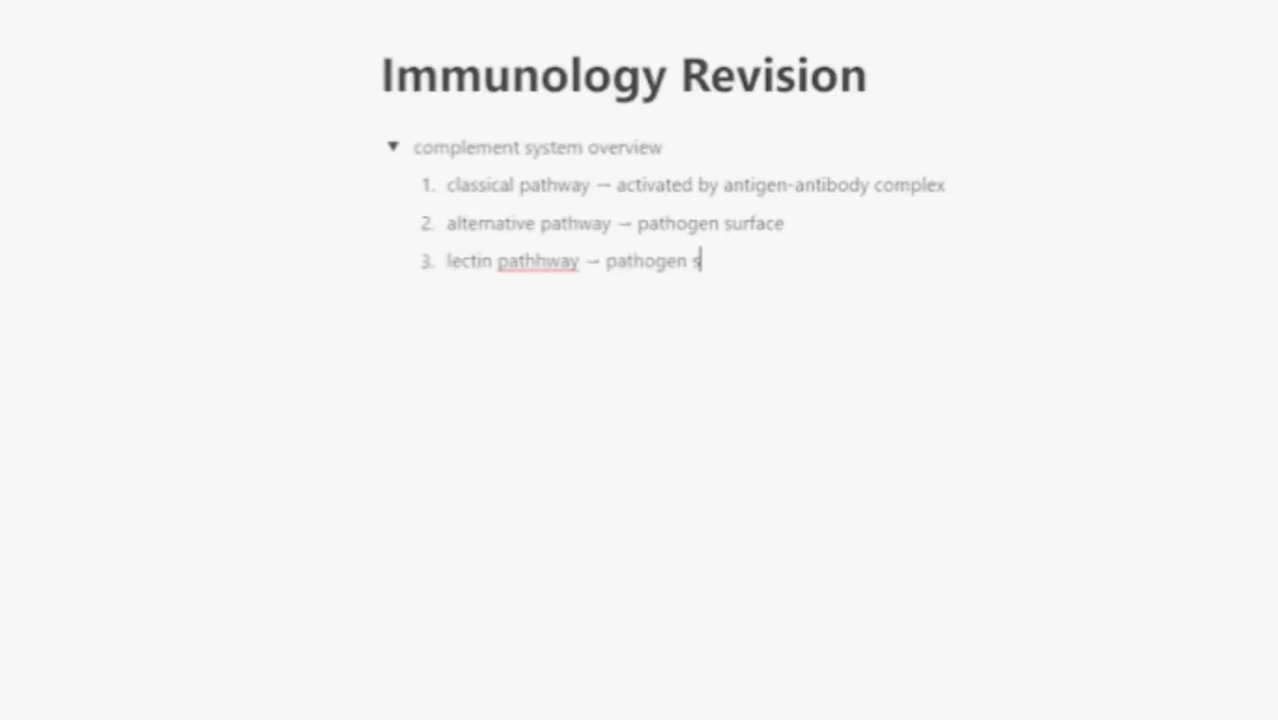 Immunology Revision
▼ complement system overview
1. classical pathway – activated by antigen-antibody complex
2. alternative pathway – pathogen surface
3. lectin pathhway – pathogen s